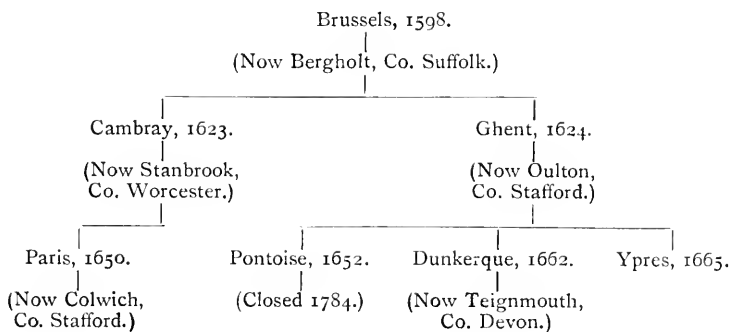 Brussels, 1598.
(Now Bergholt, Co. Suffolk.)
Cambray, 1623.
Ghent, 1624.
(Now Stanbrook,
Co. Worcester.)
(Now Oulton,
Co. Stafford.)
Paris, 1650.
Pontoise, 1652.
Dunkerque, 1662.
Ypres, 1665.
(Now Colwich,
Co. Stafford.)
(Closed 1784.)
(Now Teignmouth,
Co. Devon.)